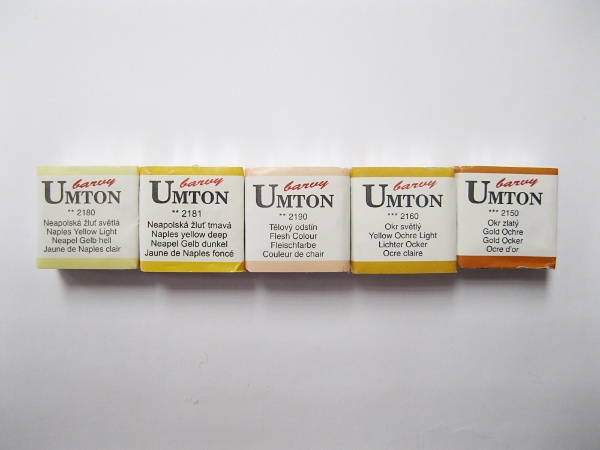 barvy
UMTON
** 2180
Neapolská žluť světlá
Naples Yellow Light
Neapel Gelb hell
Jaune de Naples clair
barvy
UMTON
** 2181
Neapolská žluť tmavá
Naples yellow deep
Neapel Gelb dunkel
Jaune de Naples foncé
barvy
UMTON
** 2190
Tělový odstín
Flesh Colour
Fleischfarbe
Couleur de chair
barvy
UMTON
*** 2160
Okr světlý
Yellow Ochre Light
Lichter Ocker
Ocre claire
barvy
UMTON
*** 2150
Okr zlatý
Gold Ochre
Gold Ocker
Ocre d'or